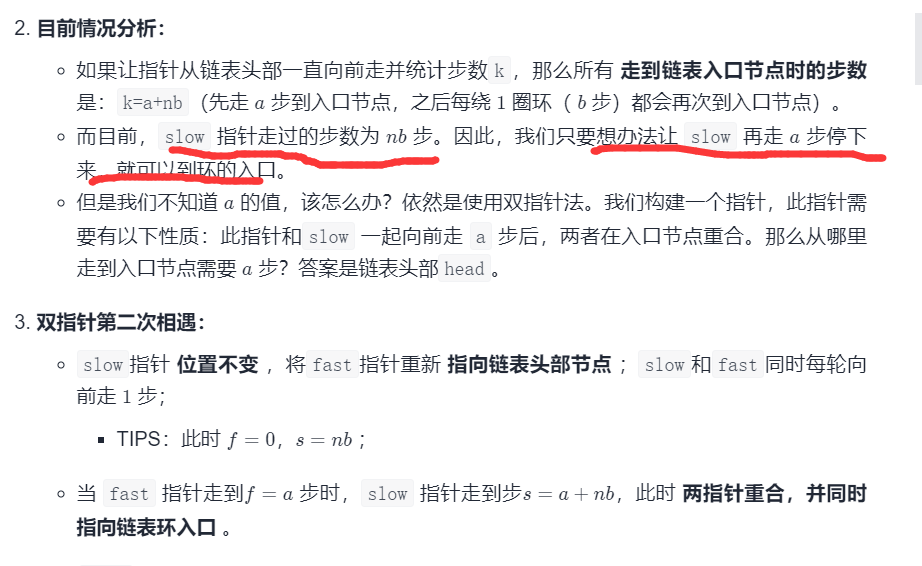 2. 目前情况分析：
如果让指针从链表头部一直向前走并统计步数 k ，那么所有 走到链表入口节点时的步数
是：k=a+nb （先走 a 步到入口节点，之后每绕 1 圈环（ b 步）都会再次到入口节点）。
而目前，slow 指针走过的步数为 nb 步。因此，我们只要想办法让 slow 再走 a 步停下
来，就可以到环的入口。
但是我们不知道 a 的值，该怎么办？依然是使用双指针法。我们构建一个指针，此指针需
要有以下性质：此指针和 slow 一起向前走 a 步后，两者在入口节点重合。那么从哪里
走到入口节点需要 a 步？答案是链表头部 head 。
3. 双指针第二次相遇：
slow 指针 位置不变 ，将 fast 指针重新 指向链表头部节点 ；slow 和 fast 同时每轮向
前走 1 步；
TIPS：此时 f = 0，s = nb ；
当 fast 指针走到f = a 步时，slow 指针走到步s = a + nb，此时 两指针重合，并同时
指向链表环入口 。